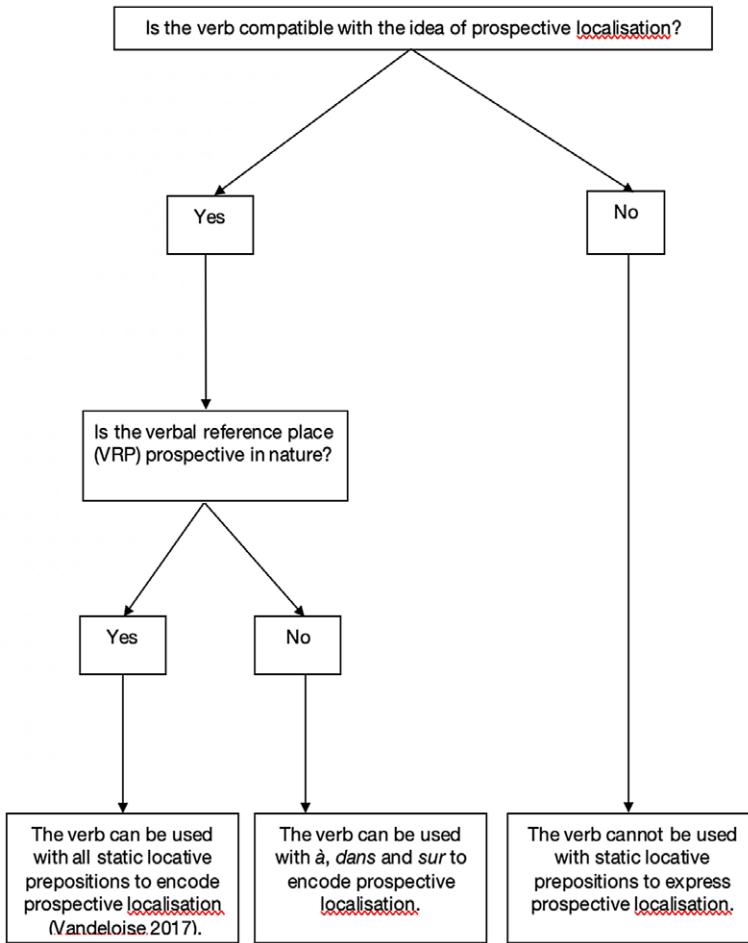 Is the verb compatible with the idea of prospective localisation?
Yes
No
Is the verbal reference place
(VRP) prospective in nature?
Yes
No
The verb can be used
with all static locative
prepositions to encode
prospective localisation
(Vandeloise 2017).
The verb can be used
with à, dans and sur to
encode prospective
localisation.
The verb cannot be used
with static locative
prepositions to express
prospective localisation.